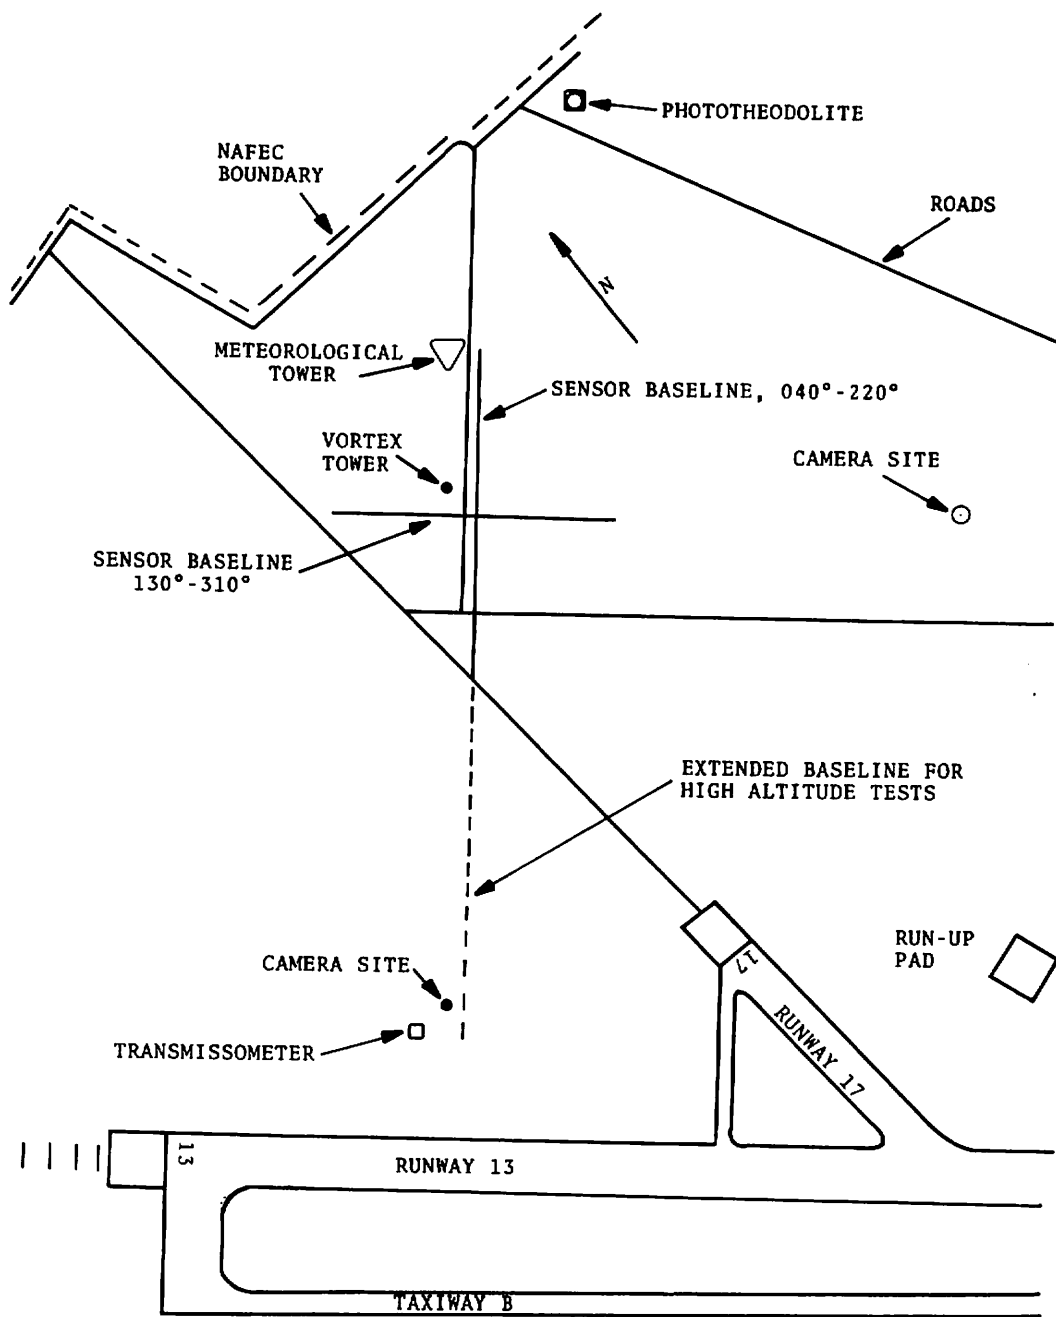 PHOTOTHEODOLITE
NAFEC
BOUNDARY
ROADS
N
METEOROLOGICAL
TOWER
SENSOR BASELINE, 040°-220°
VORTEX
TOWER
CAMERA SITE
SENSOR BASELINE
130°-310°
EXTENDED BASELINE FOR
HIGH ALTITUDE TESTS
RUN-UP
PAD
17
CAMERA SITE
RUNWAY 17
TRANSMISSOMETER
13
RUNWAY 13
TAXIWAY B